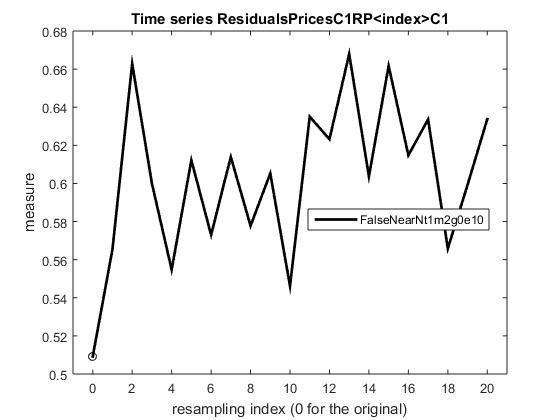 Time series ResidualsPricesC1RP<index>C1
0.68
0.66
0.64
0.62
0.6
0.58
0.56
0.54
0.52
0.5
measure
FalseNearNt1m2g0e10
0 2 4 6 8 10 12 14 16 18 20
resampling index (0 for the original)